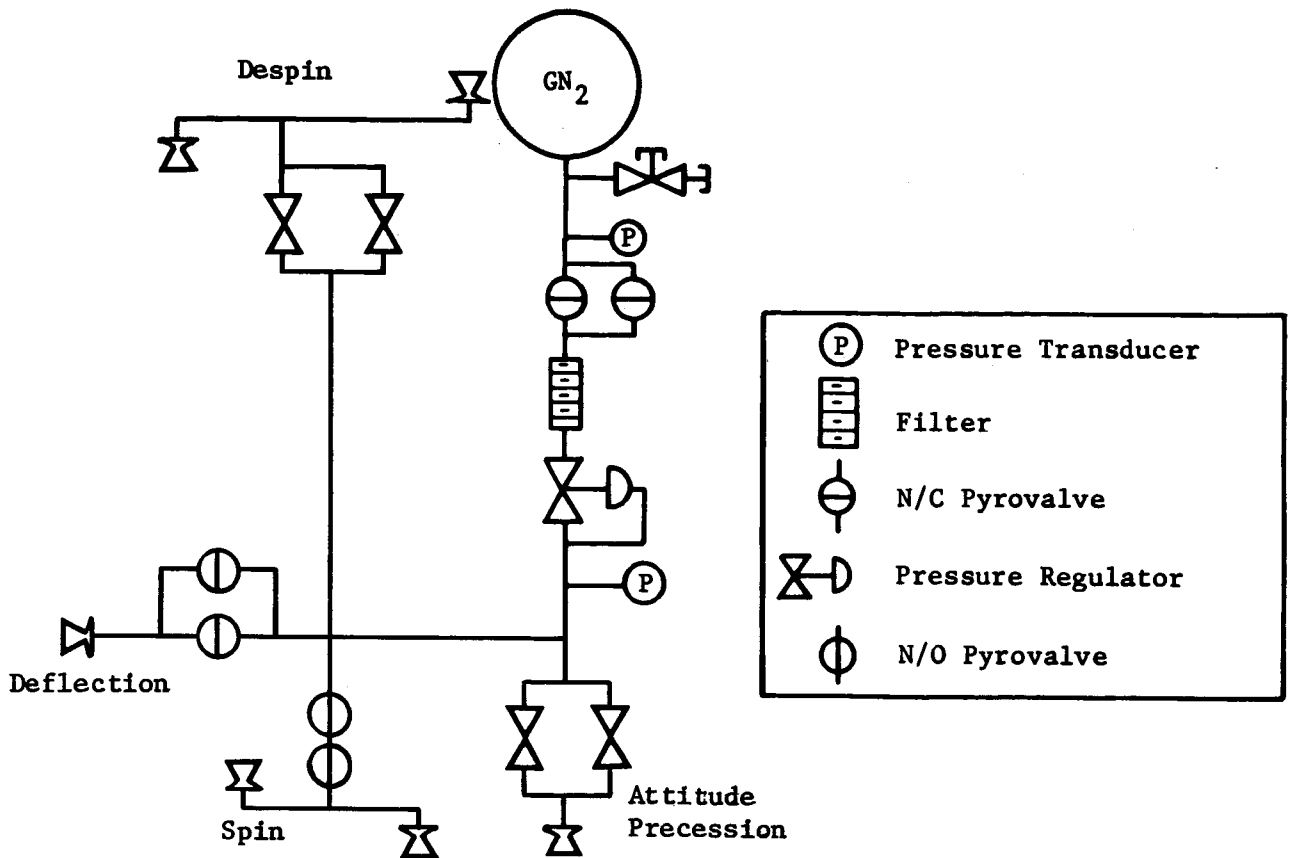 Despin
GN2
P
P
Deflection
Spin
Attitude
Precession
P Pressure Transducer
Filter
N/C Pyrovalve
Pressure Regulator
N/O Pyrovalve